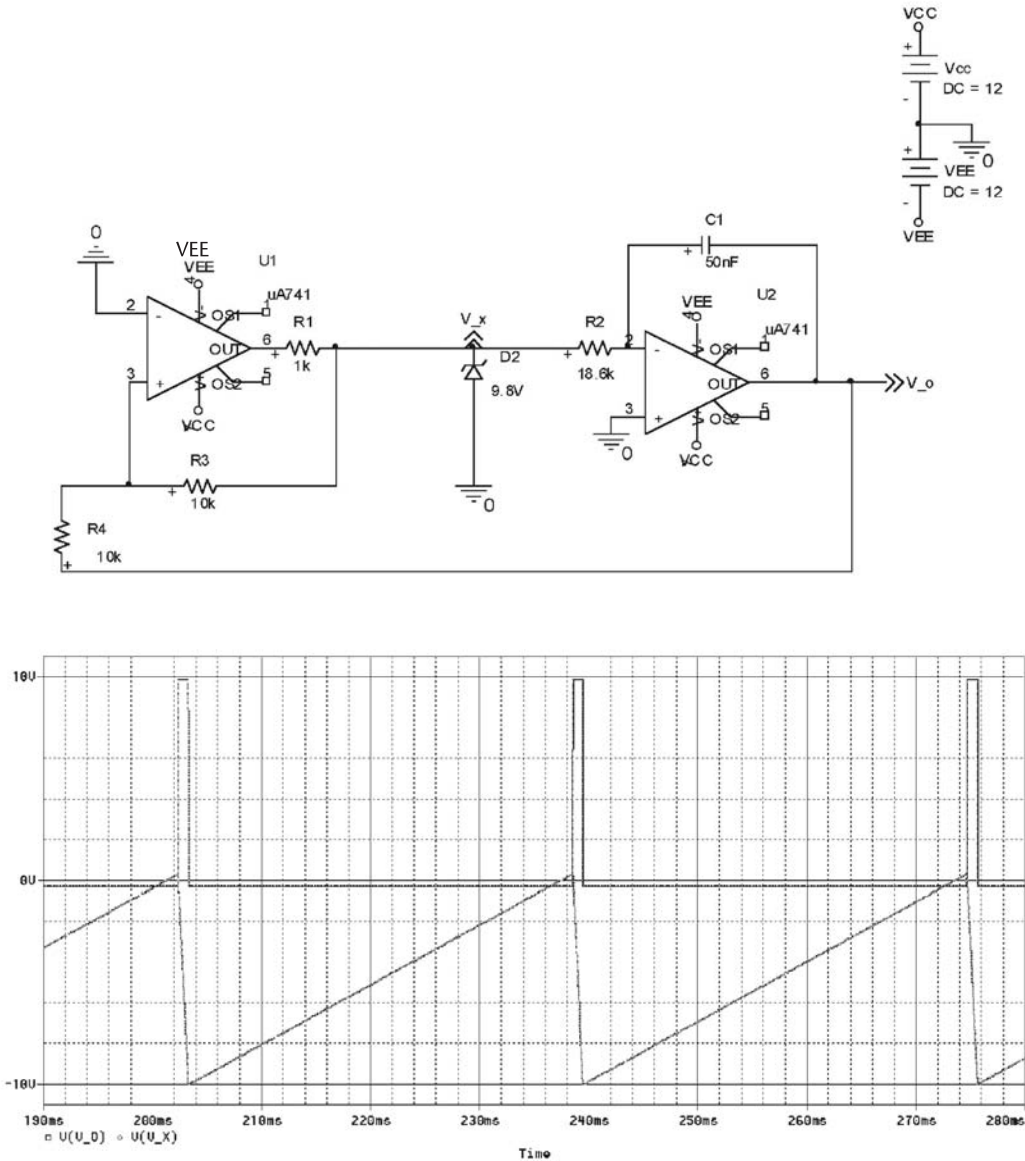 VCC
+
Vcc
DC = 12
-
0
+
VEE
DC = 12
-
VEE
0
VEE
VEE
4
V-
U1
uA741
2
-
OS1
1
R1
6
OUT
+
1k
3
+
OS2
5
V+
VCC
R3
+
10k
R4
10k
+
V_x
D2
9.8V
0
C1
+
50nF
R2
+
18.6k
VEE
4
V-
U2
uA741
2
-
OS1
1
6
OUT
V_o
3
+
OS2
5
V+
0
VCC
10V
0V
-10V
190ms 200ms 210ms 220ms 230ms 240ms 250ms 260ms 270ms 280ms
V(V_O) V(V_X)
Time